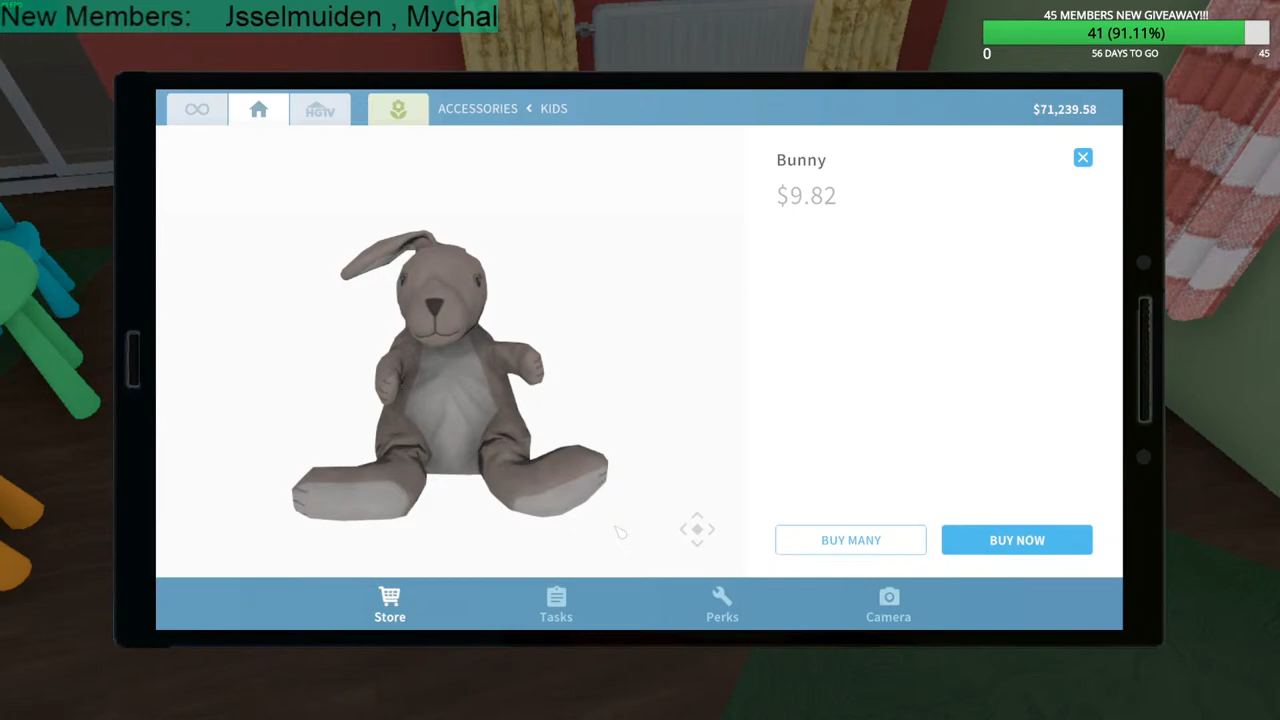 New Members: Jsselmuiden , Mychal
45 MEMBERS NEW GIVEAWAY!!!
41 (91.11%)
0 56 DAYS TO GO 45
HGTV ACCESSORIES < KIDS $71,239.58
Bunny
$9.82
BUY MANY BUY NOW
Store Tasks Perks Camera